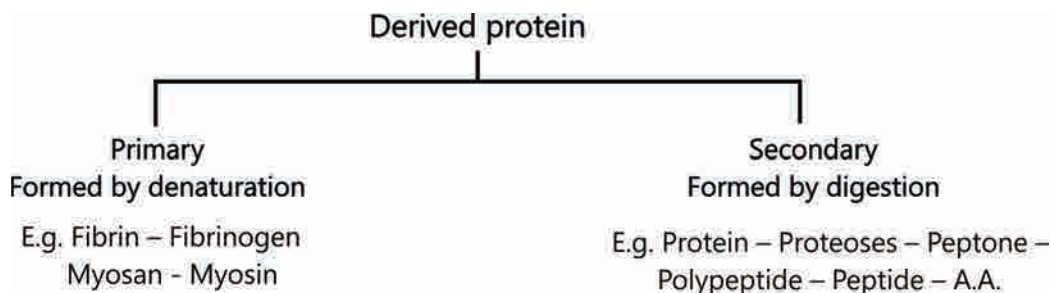 Derived protein
Primary
Formed by denaturation
E.g. Fibrin – Fibrinogen
Myosan - Myosin
Secondary
Formed by digestion
E.g. Protein – Proteoses – Peptone –
Polypeptide – Peptide – A.A.